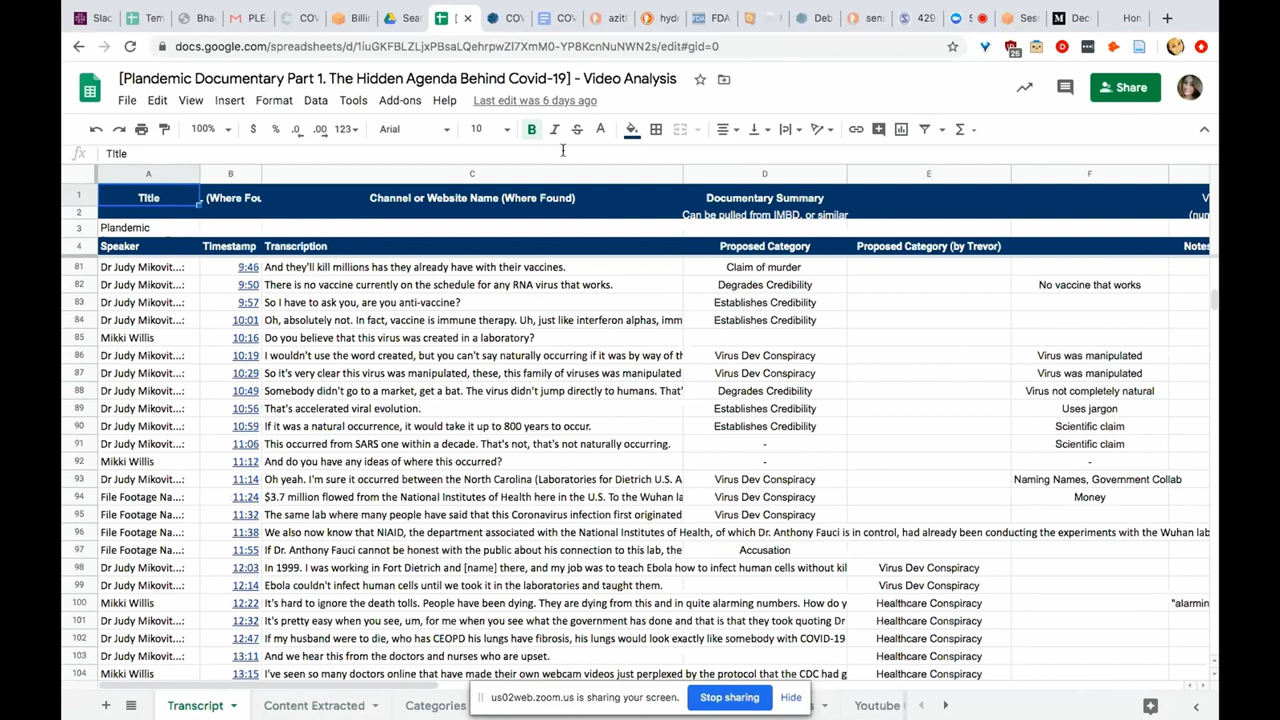 Slac
Tem
Bha
PLE
CO\
Billir
Sear
[
COV
COV
azit
hydr
FDA
Deb
sen
429
Ses
Dec
Hon
docs.google.com/spreadsheets/d/1iuGKFBLZLjxPBsaLQehrpwZI7XmM0-YP8KcnNuNWN2s/edit#gid=0
26
[Plandemic Documentary Part 1. The Hidden Agenda Behind Covid-19] - Video Analysis
File Edit View Insert Format Data Tools Add-ons Help Last edit was 6 days ago
Share
100% $ % .0 .00 123 Arial 10 B I S A
fx Title
A B C D E F
1 Title (Where Fou Channel or Website Name (Where Found) Documentary Summary V
2 Can be pulled from IMBD, or similar (num
3 Plandemic
4 Speaker Timestamp Transcription Proposed Category Proposed Category (by Trevor) Notes
81 Dr Judy Mikovit...: 9:46 And they'll kill millions has they already have with their vaccines. Claim of murder
82 Dr Judy Mikovit...: 9:50 There is no vaccine currently on the schedule for any RNA virus that works. Degrades Credibility No vaccine that works
83 Dr Judy Mikovit...: 9:57 So I have to ask you, are you anti-vaccine? Establishes Credibility
84 Dr Judy Mikovit...: 10:01 Oh, absolutely not. In fact, vaccine is immune therapy. Uh, just like interferon alphas, imm Establishes Credibility
85 Mikki Willis 10:16 Do you believe that this virus was created in a laboratory?
86 Dr Judy Mikovit...: 10:19 I wouldn't use the word created, but you can't say naturally occurring if it was by way of th Virus Dev Conspiracy Virus was manipulated
87 Dr Judy Mikovit...: 10:29 So it's very clear this virus was manipulated, these, this family of viruses was manipulated Virus Dev Conspiracy Virus was manipulated
88 Dr Judy Mikovit...: 10:49 Somebody didn't go to a market, get a bat. The virus didn't jump directly to humans. That' Degrades Credibility Virus not completely natural
89 Dr Judy Mikovit...: 10:56 That's accelerated viral evolution. Establishes Credibility Uses jargon
90 Dr Judy Mikovit...: 10:59 If it was a natural occurrence, it would take it up to 800 years to occur. Establishes Credibility Scientific claim
91 Dr Judy Mikovit...: 11:06 This occurred from SARS one within a decade. That's not, that's not naturally occurring. - Scientific claim
92 Mikki Willis 11:12 And do you have any ideas of where this occurred? - -
93 Dr Judy Mikovit...: 11:14 Oh yeah. I'm sure it occurred between the North Carolina (Laboratories for Dietrich U.S. A Virus Dev Conspiracy Naming Names, Government Collab
94 File Footage Na...: 11:24 $3.7 million flowed from the National Institutes of Health here in the U.S. To the Wuhan la Virus Dev Conspiracy Money
95 File Footage Na...: 11:32 The same lab where many people have said that this Coronavirus infection first originated Virus Dev Conspiracy
96 File Footage Na...: 11:38 We also now know that NIAID, the department associated with the National Institutes of Health, of which Dr. Anthony Fauci is in control, had already been conducting the experiments with the Wuhan lab
97 File Footage Na...: 11:55 If Dr. Anthony Fauci cannot be honest with the public about his connection to this lab, the Accusation
98 Dr Judy Mikovit...: 12:03 In 1999. I was working in Fort Dietrich and [name] there, and my job was to teach Ebola how to infect human cells without kil Virus Dev Conspiracy
99 Dr Judy Mikovit...: 12:14 Ebola couldn't infect human cells until we took it in the laboratories and taught them. Virus Dev Conspiracy
100 Mikki Willis 12:22 It's hard to ignore the death tolls. People have been dying. They are dying from this and in quite alarming numbers. How do y Healthcare Conspiracy "alarmin
101 Dr Judy Mikovit...: 12:32 It's pretty easy when you see, um, for me when you see what the government has done and that is that they took quoting Dr Healthcare Conspiracy
102 Dr Judy Mikovit...: 12:47 If my husband were to die, who has CEOPD his lungs have fibrosis, his lungs would look exactly like somebody with COVID-19 Healthcare Conspiracy
103 Dr Judy Mikovit...: 13:11 And we hear this from the doctors and nurses who are upset. Healthcare Conspiracy
104 Mikki Willis 13:15 I've seen so many doctors online that have made their own webcam videos just perplexed by the protocol that the CDC had g Healthcare Conspiracy
Transcript Content Extracted Categories us02web.zoom.us is sharing your screen. Stop sharing Hide Youtube